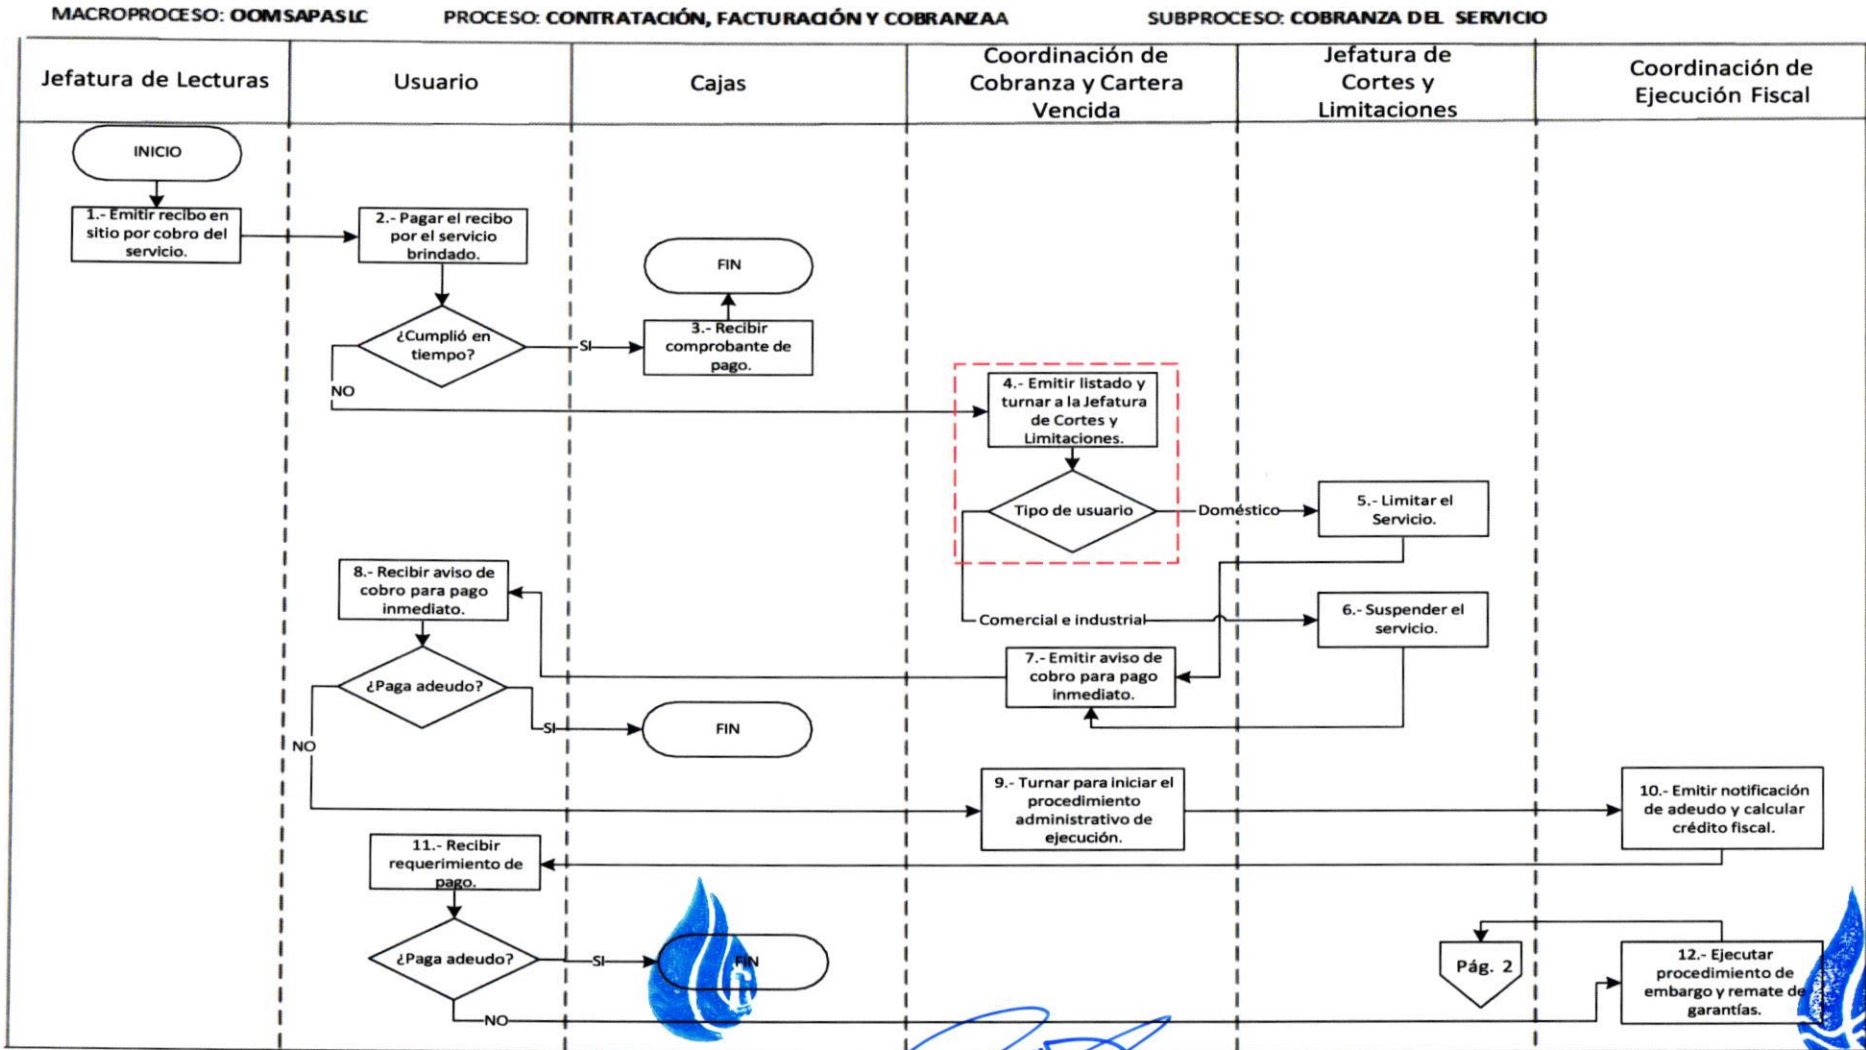 MACROPROCESO: OOMSAPASLC PROCESO: CONTRATACIÓN, FACTURACIÓN Y COBRANZAA SUBPROCESO: COBRANZA DEL SERVICIO
Jefatura de Lecturas
Usuario
Cajas
Coordinación de
Cobranza y Cartera
Vencida
Jefatura de
Cortes y
Limitaciones
Coordinación de
Ejecución Fiscal
INICIO
1.- Emitir recibo en
sitio por cobro del
servicio.
2.- Pagar el recibo
por el servicio
brindado.
FIN
¿Cumplió en
tiempo?
SI
3.- Recibir
comprobante de
pago.
NO
4.- Emitir listado y
turnar a la Jefatura
de Cortes y
Limitaciones.
Tipo de usuario
Doméstico
5.- Limitar el
Servicio.
Comercial e industrial
6.- Suspender el
servicio.
7.- Emitir aviso de
cobro para pago
inmediato.
8.- Recibir aviso de
cobro para pago
inmediato.
¿Paga adeudo?
SI
FIN
NO
9.- Turnar para iniciar el
procedimiento
administrativo de
ejecución.
10.- Emitir notificación
de adeudo y calcular
crédito fiscal.
11.- Recibir
requerimiento de
pago.
¿Paga adeudo?
SI
FIN
NO
12.- Ejecutar
procedimiento de
embargo y remate de
garantías.
Pág. 2